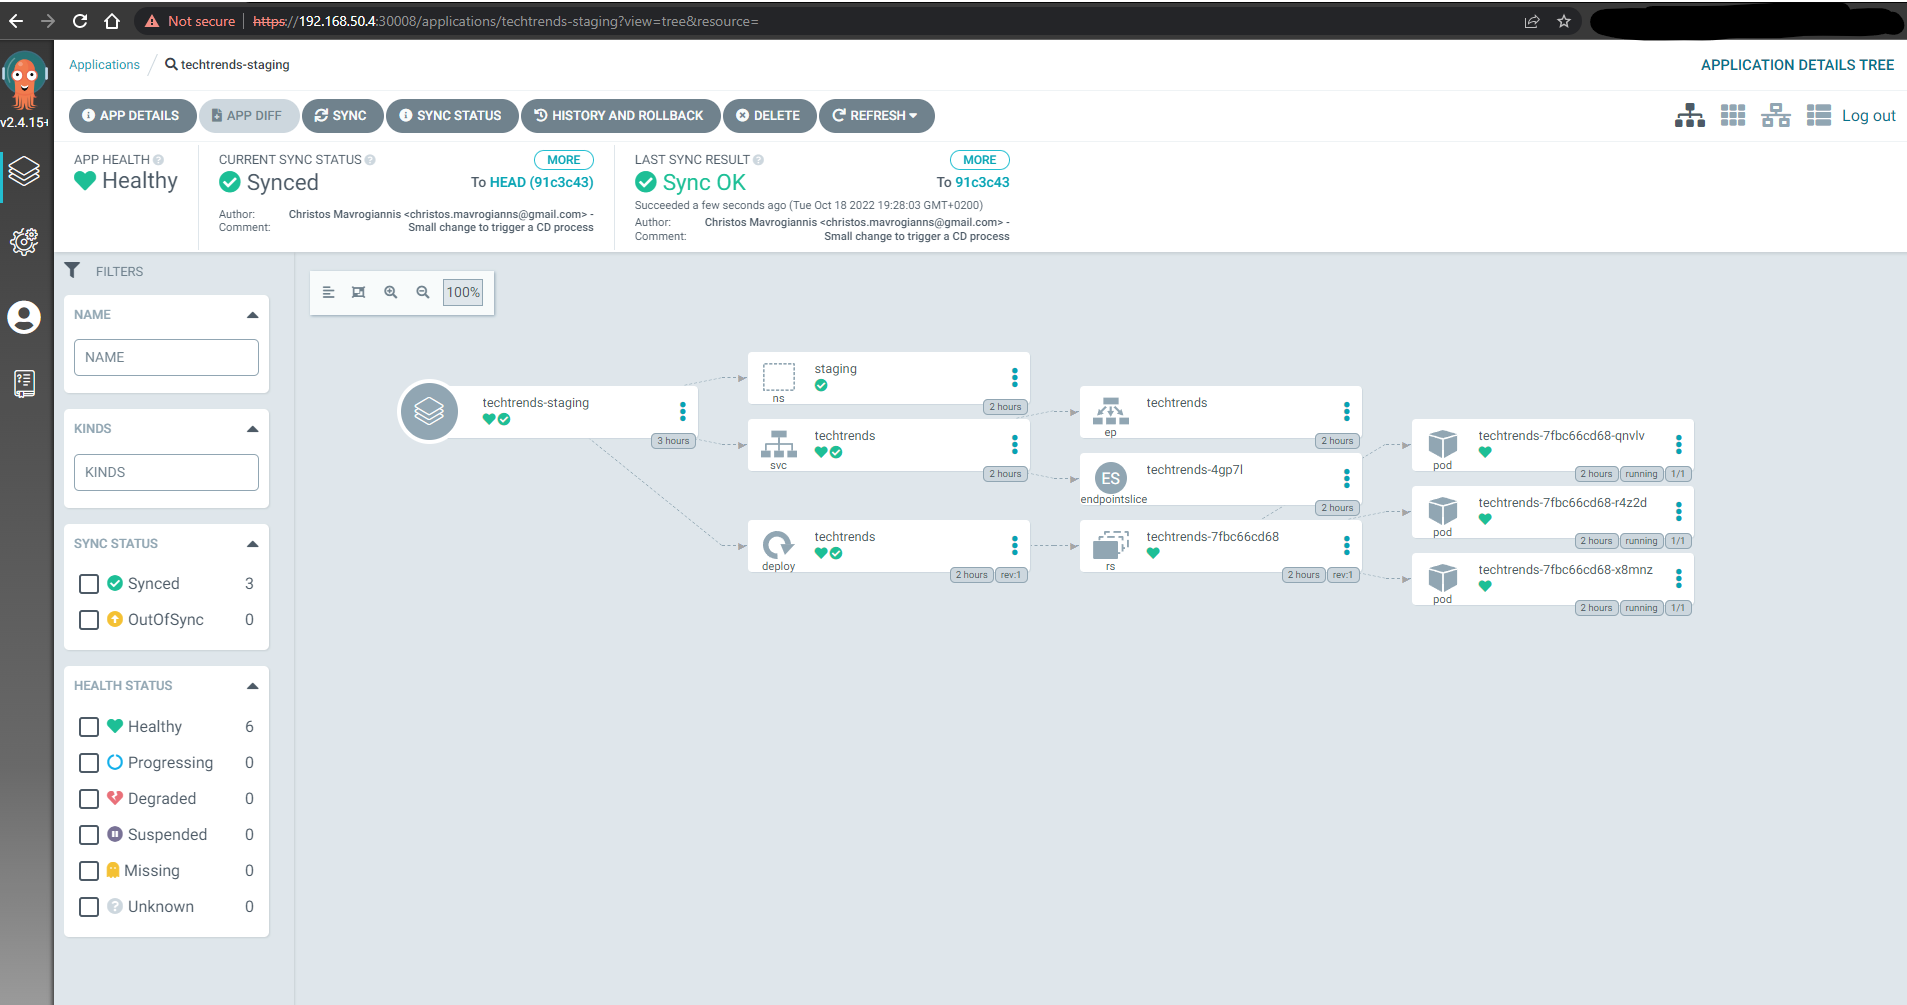 Not secure https://192.168.50.4:30008/applications/techtrends-staging?view=tree&resource=
v2.4.15+
Applications / techtrends-staging
APPLICATION DETAILS TREE
APP DETAILS
APP DIFF
SYNC
SYNC STATUS
HISTORY AND ROLLBACK
DELETE
REFRESH
Log out
APP HEALTH
Healthy
CURRENT SYNC STATUS
MORE
Synced
To HEAD (91c3c43)
Author: Christos Mavrogiannis <christos.mavrogianns@gmail.com> -
Comment: Small change to trigger a CD process
LAST SYNC RESULT
MORE
Sync OK
To 91c3c43
Succeeded a few seconds ago (Tue Oct 18 2022 19:28:03 GMT+0200)
Author: Christos Mavrogiannis <christos.mavrogianns@gmail.com> -
Comment: Small change to trigger a CD process
FILTERS
NAME
NAME
KINDS
KINDS
SYNC STATUS
Synced 3
OutOfSync 0
HEALTH STATUS
Healthy 6
Progressing 0
Degraded 0
Suspended 0
Missing 0
Unknown 0
100%
techtrends-staging
3 hours
staging
ns
2 hours
techtrends
svc
2 hours
techtrends
deploy
2 hours rev:1
techtrends
ep
2 hours
ES
techtrends-4gp7l
endpointslice
2 hours
techtrends-7fbc66cd68
rs
2 hours rev:1
techtrends-7fbc66cd68-qnvlv
pod
2 hours running 1/1
techtrends-7fbc66cd68-r4z2d
pod
2 hours running 1/1
techtrends-7fbc66cd68-x8mnz
pod
2 hours running 1/1